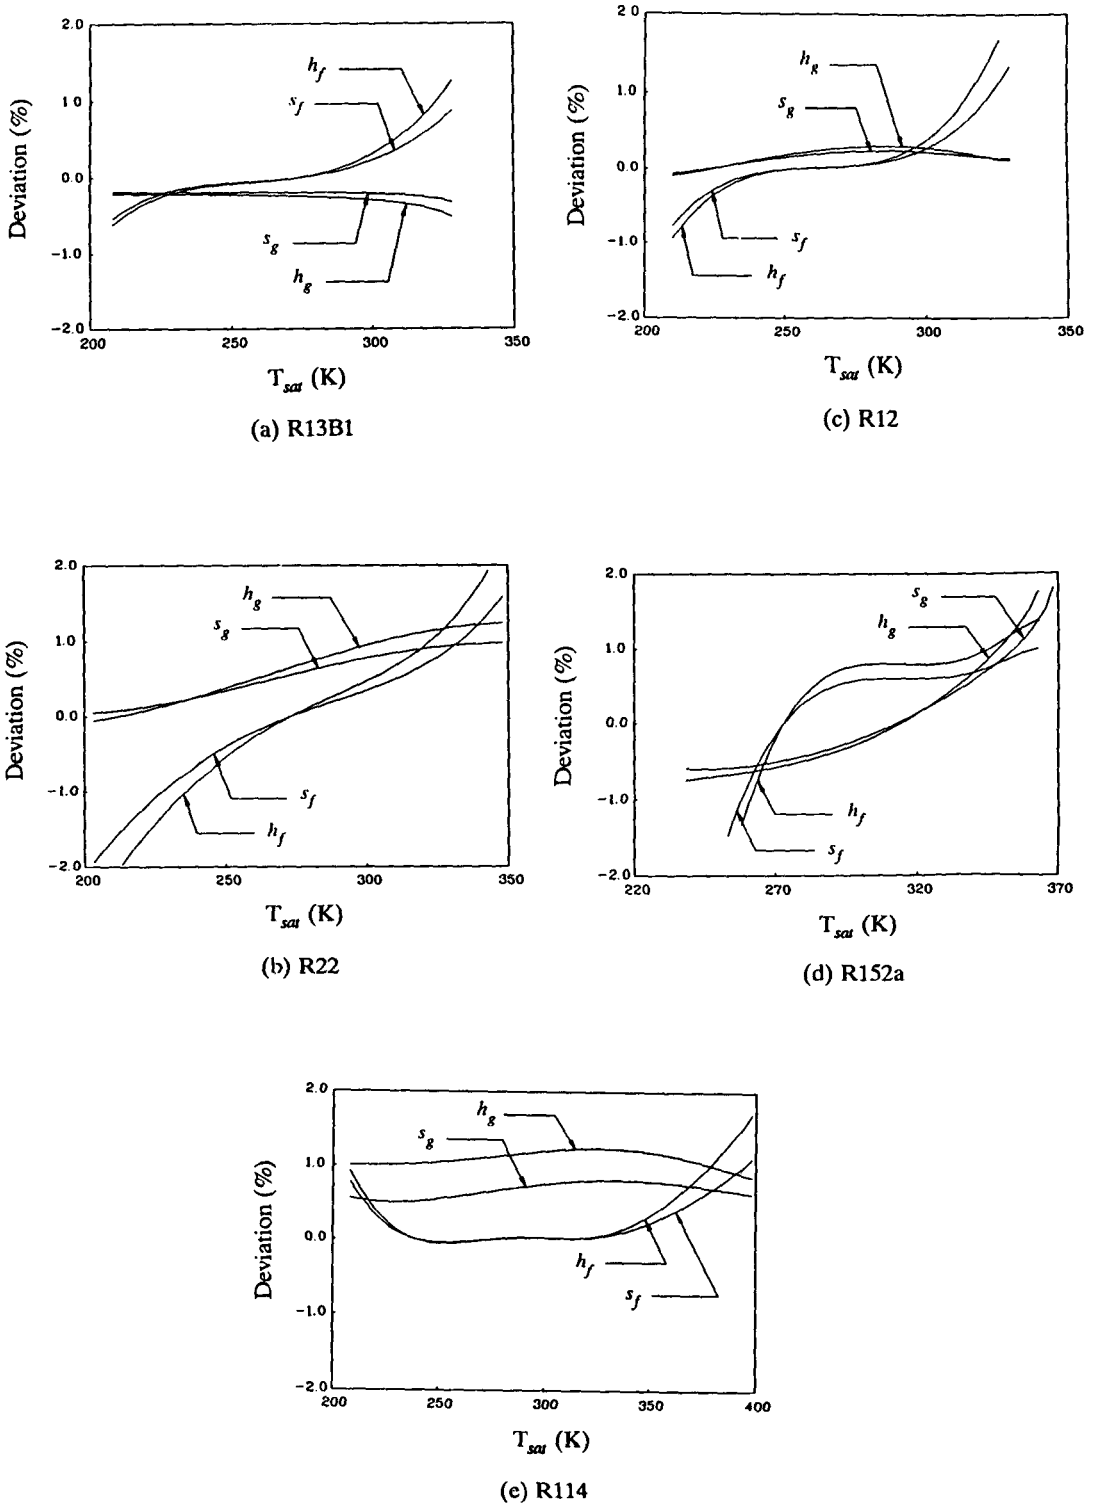 2.0
1.0
0.0
-1.0
-2.0
Deviation (%)
h_f
s_f
s_g
h_g
200 250 300 350
T_sat (K)
(a) R13B1
2 0
1.0
0.0
-1.0
-2.0
Deviation (%)
h_g
s_g
s_f
h_f
200 250 300 350
T_sat (K)
(c) R12
2.0
1.0
0.0
-1.0
-2.0
Deviation (%)
h_g
s_g
s_f
h_f
200 250 300 350
T_sat (K)
(b) R22
2.0
1.0
0.0
-1.0
-2.0
Deviation (%)
s_g
h_g
h_f
s_f
220 270 320 370
T_sat (K)
(d) R152a
2.0
1.0
0.0
-1.0
-2.0
Deviation (%)
h_g
s_g
h_f
s_f
200 250 300 350 400
T_sat (K)
(e) R114